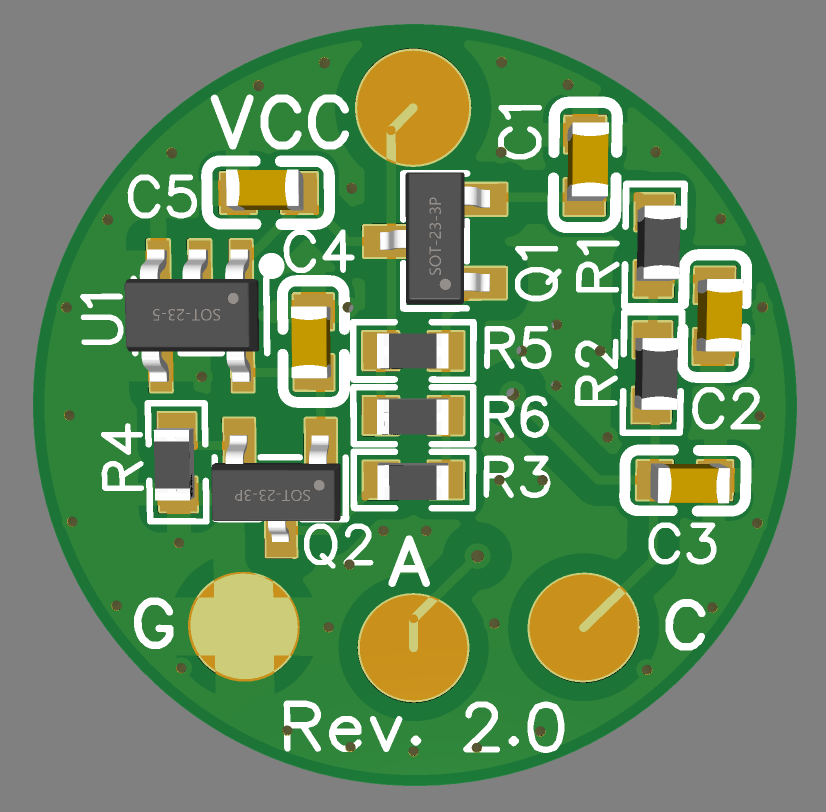 VCC
C1
C5
SOT-23-3P
C4
Q1
R1
U1
SOT-23-5
R5
R2
C2
R6
R4
R3
SOT-23-3P
Q2
C3
A
G
C
Rev. 2.0